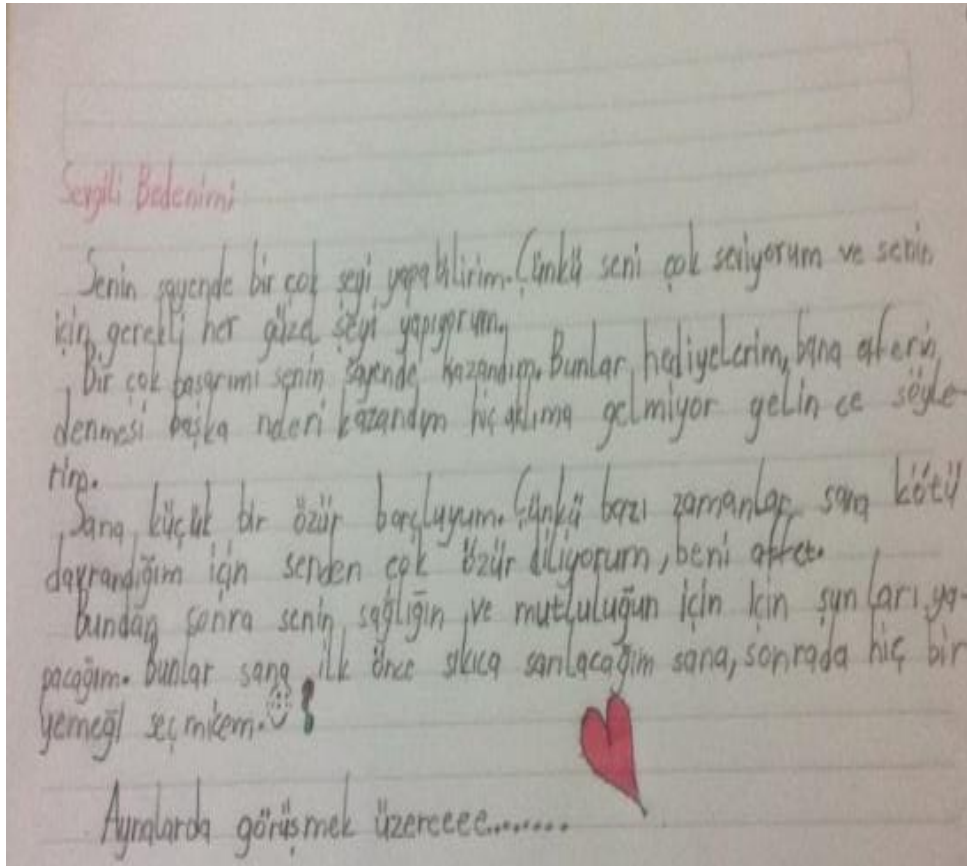 Sevgili Bedenimi
Senin sayende bir çok şeyi yapabilirim. Çünkü seni çok seviyorum ve senin
için gerekli her güzel şeyi yapıyorum.
Bir çok başarımı senin sayende kazandım. Bunlar, hediyelerim, bana aferin
denmesi başka nderi kazandım hiç aklıma gelmiyor gelin ce söyle-
rim.
Sana küçük bir özür borçluyum. Çünkü bazı zamanlar sana kötü
davrandığım için senden çok özür diliyorum, beni affet.
bundan sonra senin sağlığın ve mutluluğun için için şunları ya-
pacağım. Bunlar sana ilk önce sıkıca sarılacağım sana, sonrada hiç bir
yemeği seçmicem.
Aynalarda görüşmek üzereeee........